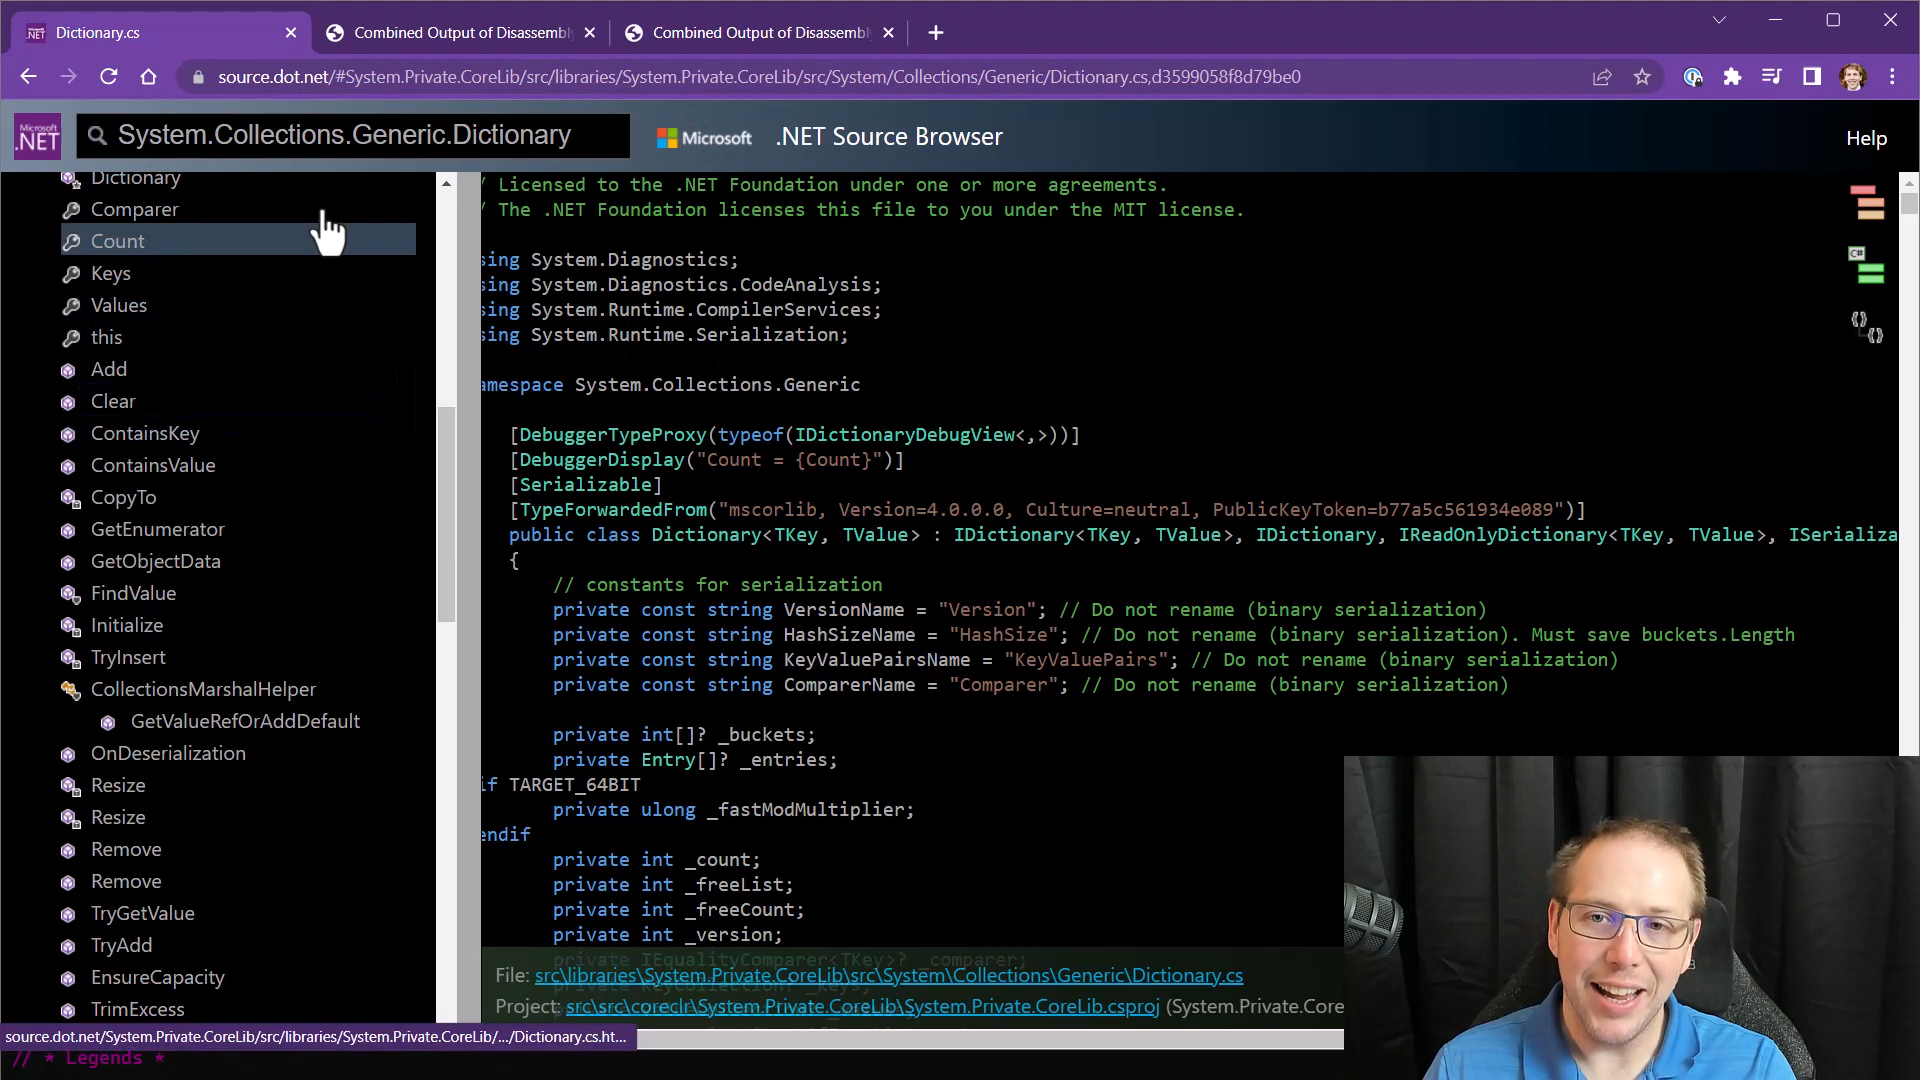 Dictionary.cs
Combined Output of Disassembl
Combined Output of Disassembl
source.dot.net/#System.Private.CoreLib/src/libraries/System.Private.CoreLib/src/System/Collections/Generic/Dictionary.cs,d3599058f8d79be0
Microsoft .NET
System.Collections.Generic.Dictionary
Microsoft
.NET Source Browser
Help
Dictionary
Comparer
Count
Keys
Values
this
Add
Clear
ContainsKey
ContainsValue
CopyTo
GetEnumerator
GetObjectData
FindValue
Initialize
TryInsert
CollectionsMarshalHelper
GetValueRefOrAddDefault
OnDeserialization
Resize
Resize
Remove
Remove
TryGetValue
TryAdd
EnsureCapacity
TrimExcess
/ Licensed to the .NET Foundation under one or more agreements.
/ The .NET Foundation licenses this file to you under the MIT license.
sing System.Diagnostics;
sing System.Diagnostics.CodeAnalysis;
sing System.Runtime.CompilerServices;
sing System.Runtime.Serialization;
amespace System.Collections.Generic
[DebuggerTypeProxy(typeof(IDictionaryDebugView<,>))]
[DebuggerDisplay("Count = {Count}")]
[Serializable]
[TypeForwardedFrom("mscorlib, Version=4.0.0.0, Culture=neutral, PublicKeyToken=b77a5c561934e089")]
public class Dictionary<TKey, TValue> : IDictionary<TKey, TValue>, IDictionary, IReadOnlyDictionary<TKey, TValue>, ISerializa
{
// constants for serialization
private const string VersionName = "Version"; // Do not rename (binary serialization)
private const string HashSizeName = "HashSize"; // Do not rename (binary serialization). Must save buckets.Length
private const string KeyValuePairsName = "KeyValuePairs"; // Do not rename (binary serialization)
private const string ComparerName = "Comparer"; // Do not rename (binary serialization)
private int[]? _buckets;
private Entry[]? _entries;
if TARGET_64BIT
private ulong _fastModMultiplier;
endif
private int _count;
private int _freeList;
private int _freeCount;
private int _version;
private IEqualityComparer<TKey>? _comparer;
private KeyCollection? _keys;
File: src\libraries\System.Private.CoreLib\src\System\Collections\Generic\Dictionary.cs
Project: src\src\coreclr\System.Private.CoreLib\System.Private.CoreLib.csproj (System.Private.Core
source.dot.net/System.Private.CoreLib/src/libraries/System.Private.CoreLib/.../Dictionary.cs.ht...
// * Legends *
C#